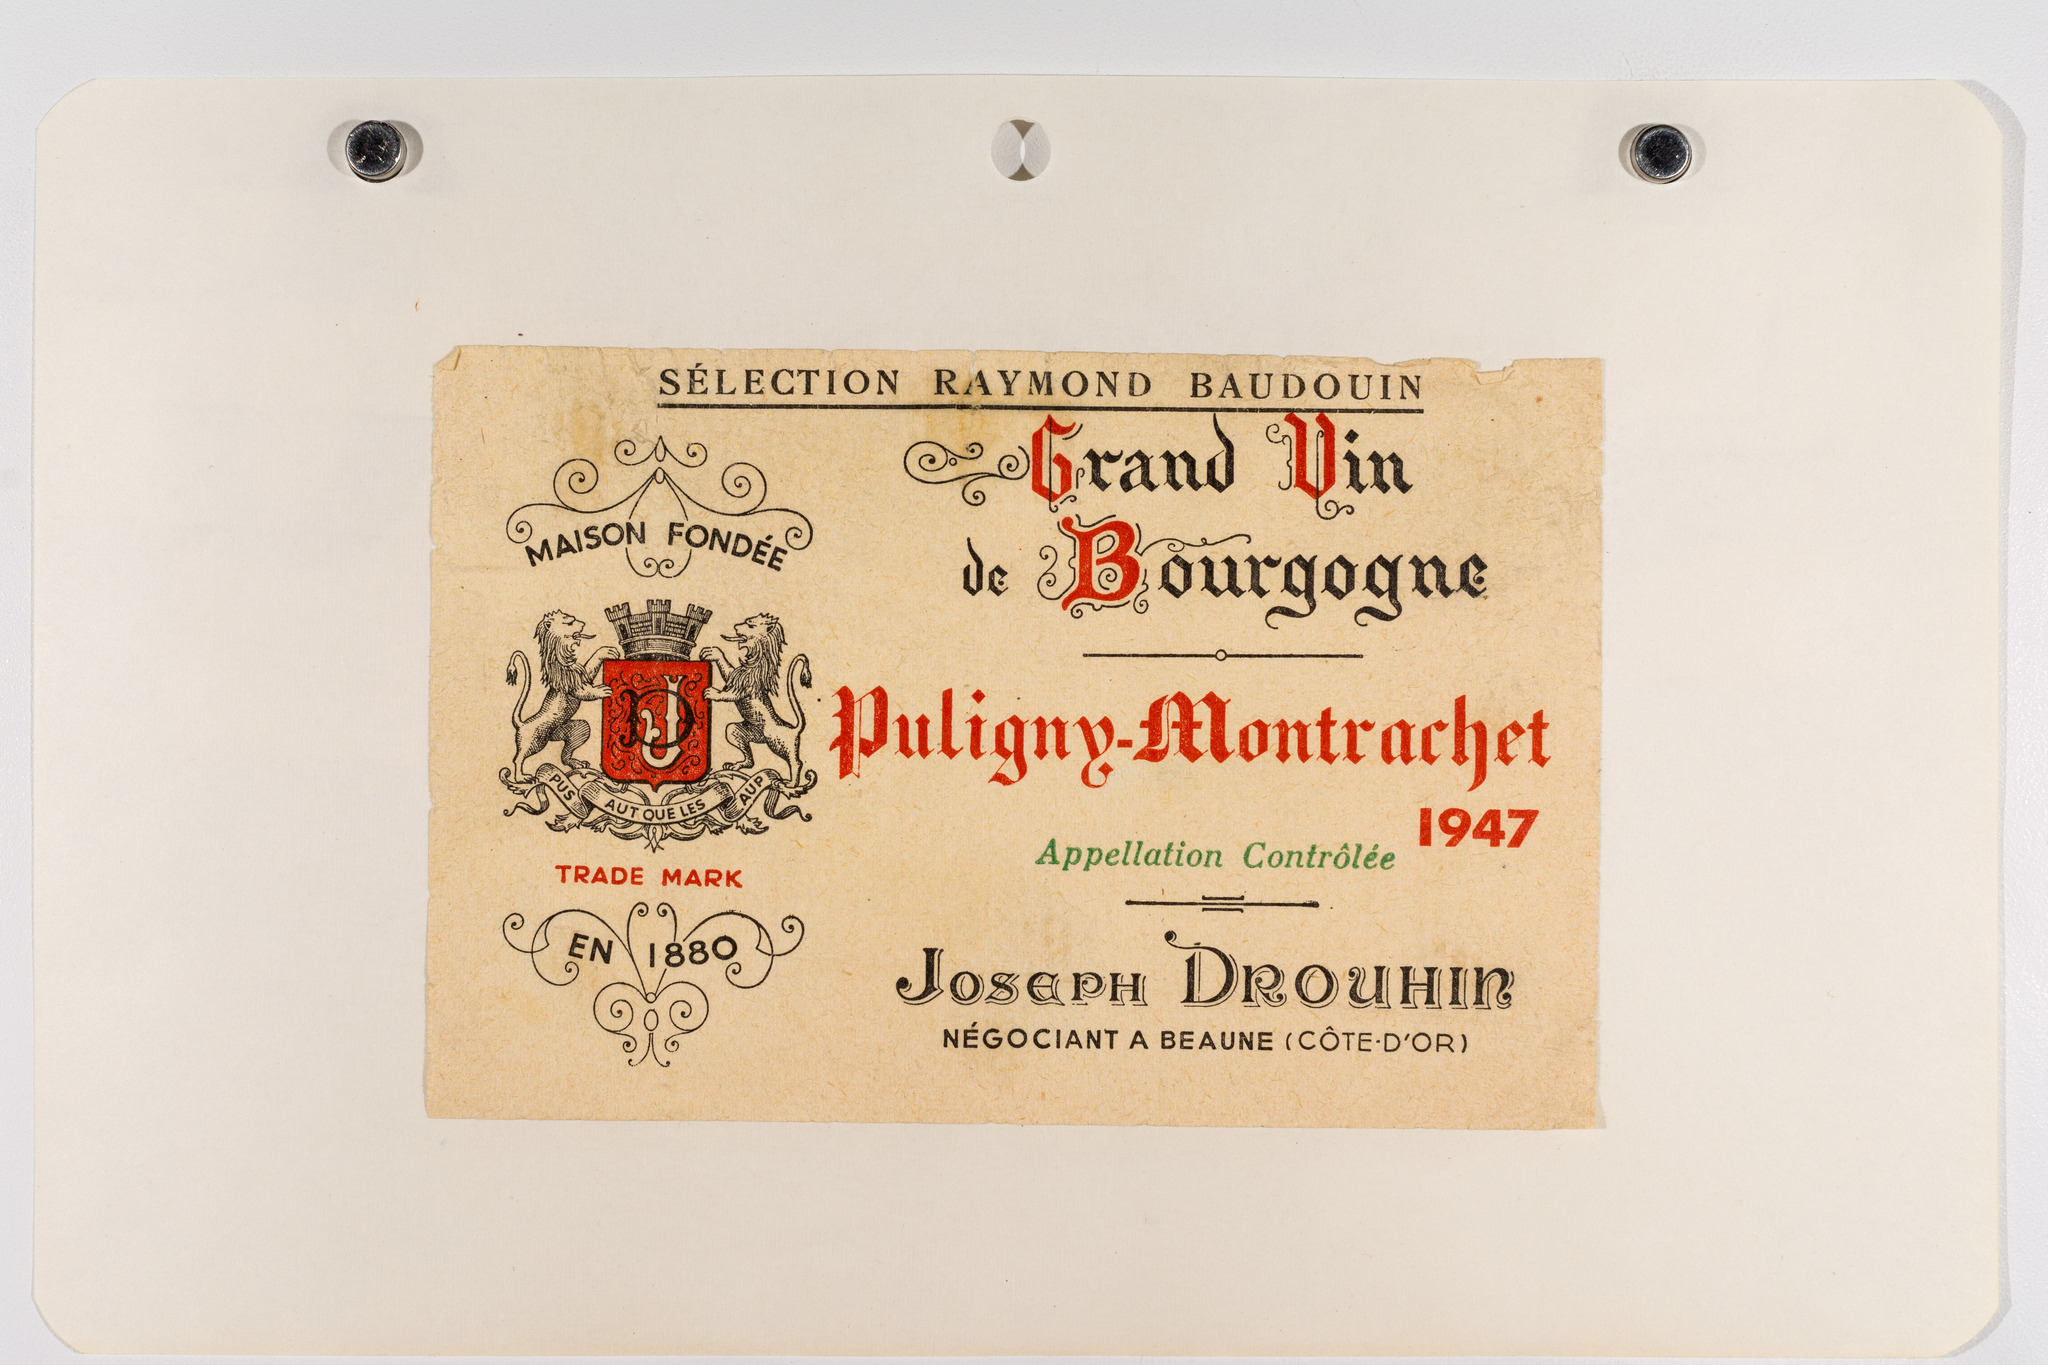 SÉLECTION RAYMOND BAUDOUIN
MAISON FONDÉE
JD
PUS AUT QUE LES AUP
TRADE MARK
EN 1880
Grand Vin
de Bourgogne
Puligny-Montrachet
1947
Appellation Contrôlée
JOSEPH DROUHIN
NÉGOCIANT A BEAUNE (CÔTE-D'OR)